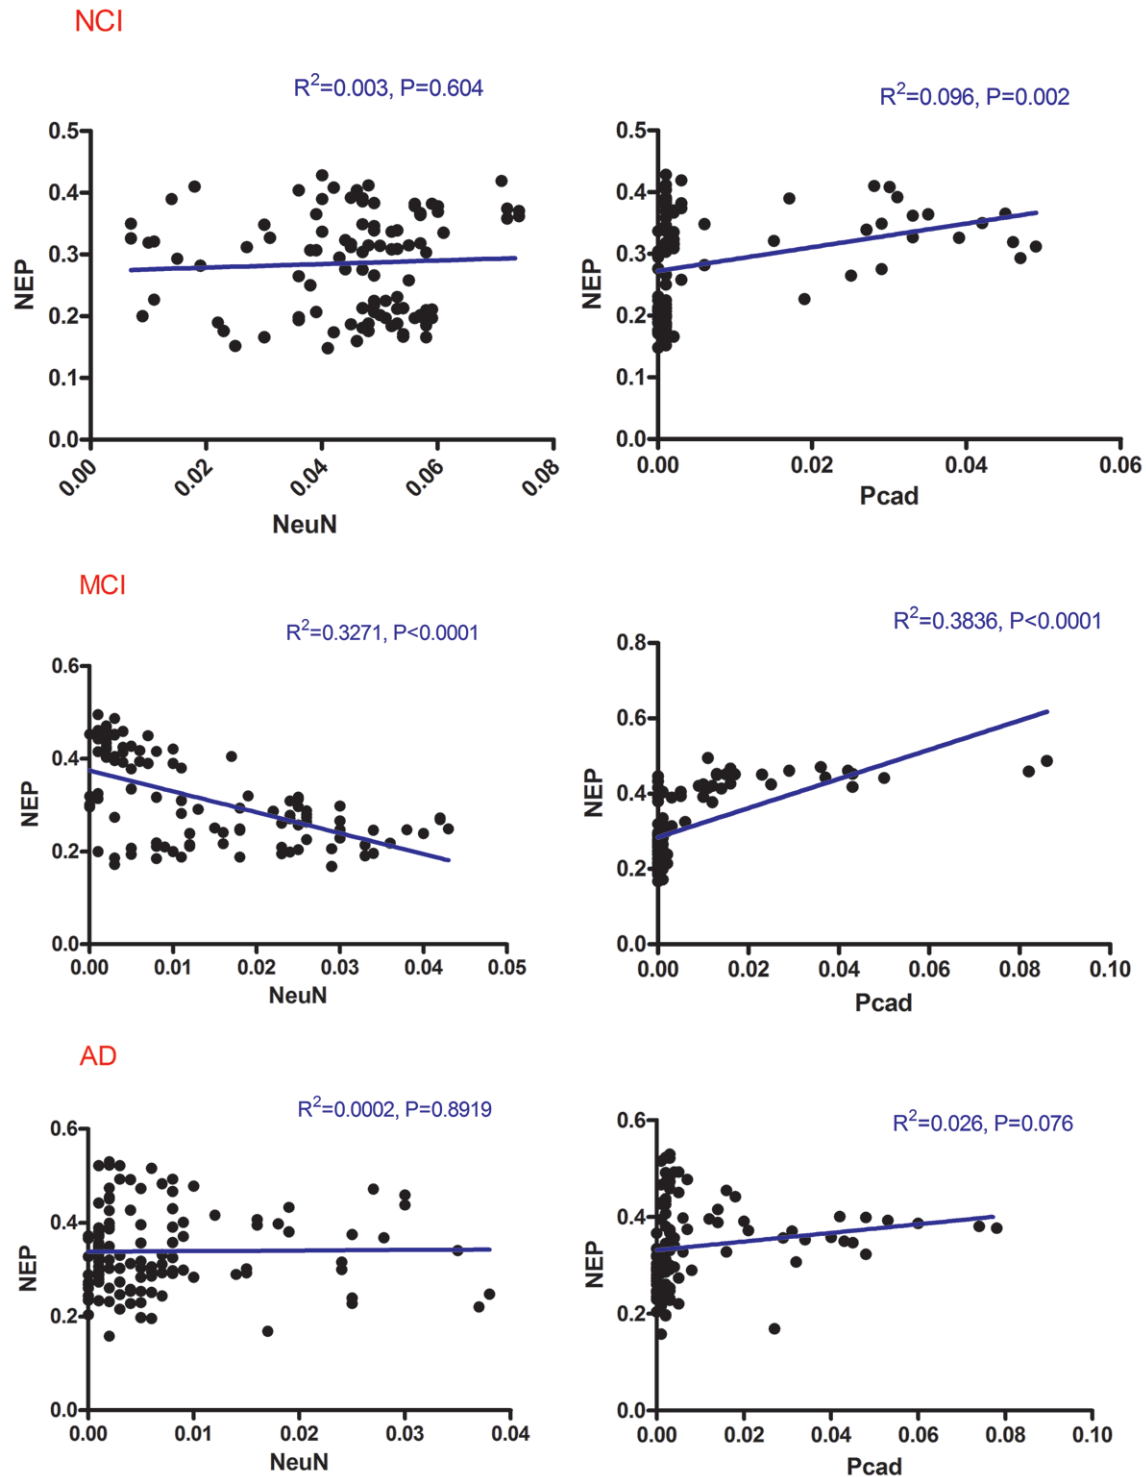 NCI
R²=0.003, P=0.604
0.5
0.4
0.3
0.2
0.1
0.0
NEP
0.00 0.02 0.04 0.06 0.08
NeuN
R²=0.096, P=0.002
0.5
0.4
0.3
0.2
0.1
0.0
NEP
0.00 0.02 0.04 0.06
Pcad
MCI
R²=0.3271, P<0.0001
0.6
0.4
0.2
0.0
NEP
0.00 0.01 0.02 0.03 0.04 0.05
NeuN
R²=0.3836, P<0.0001
0.8
0.6
0.4
0.2
0.0
NEP
0.00 0.02 0.04 0.06 0.08 0.10
Pcad
AD
R²=0.0002, P=0.8919
0.6
0.4
0.2
0.0
NEP
0.00 0.01 0.02 0.03 0.04
NeuN
R²=0.026, P=0.076
0.6
0.4
0.2
0.0
NEP
0.00 0.02 0.04 0.06 0.08 0.10
Pcad